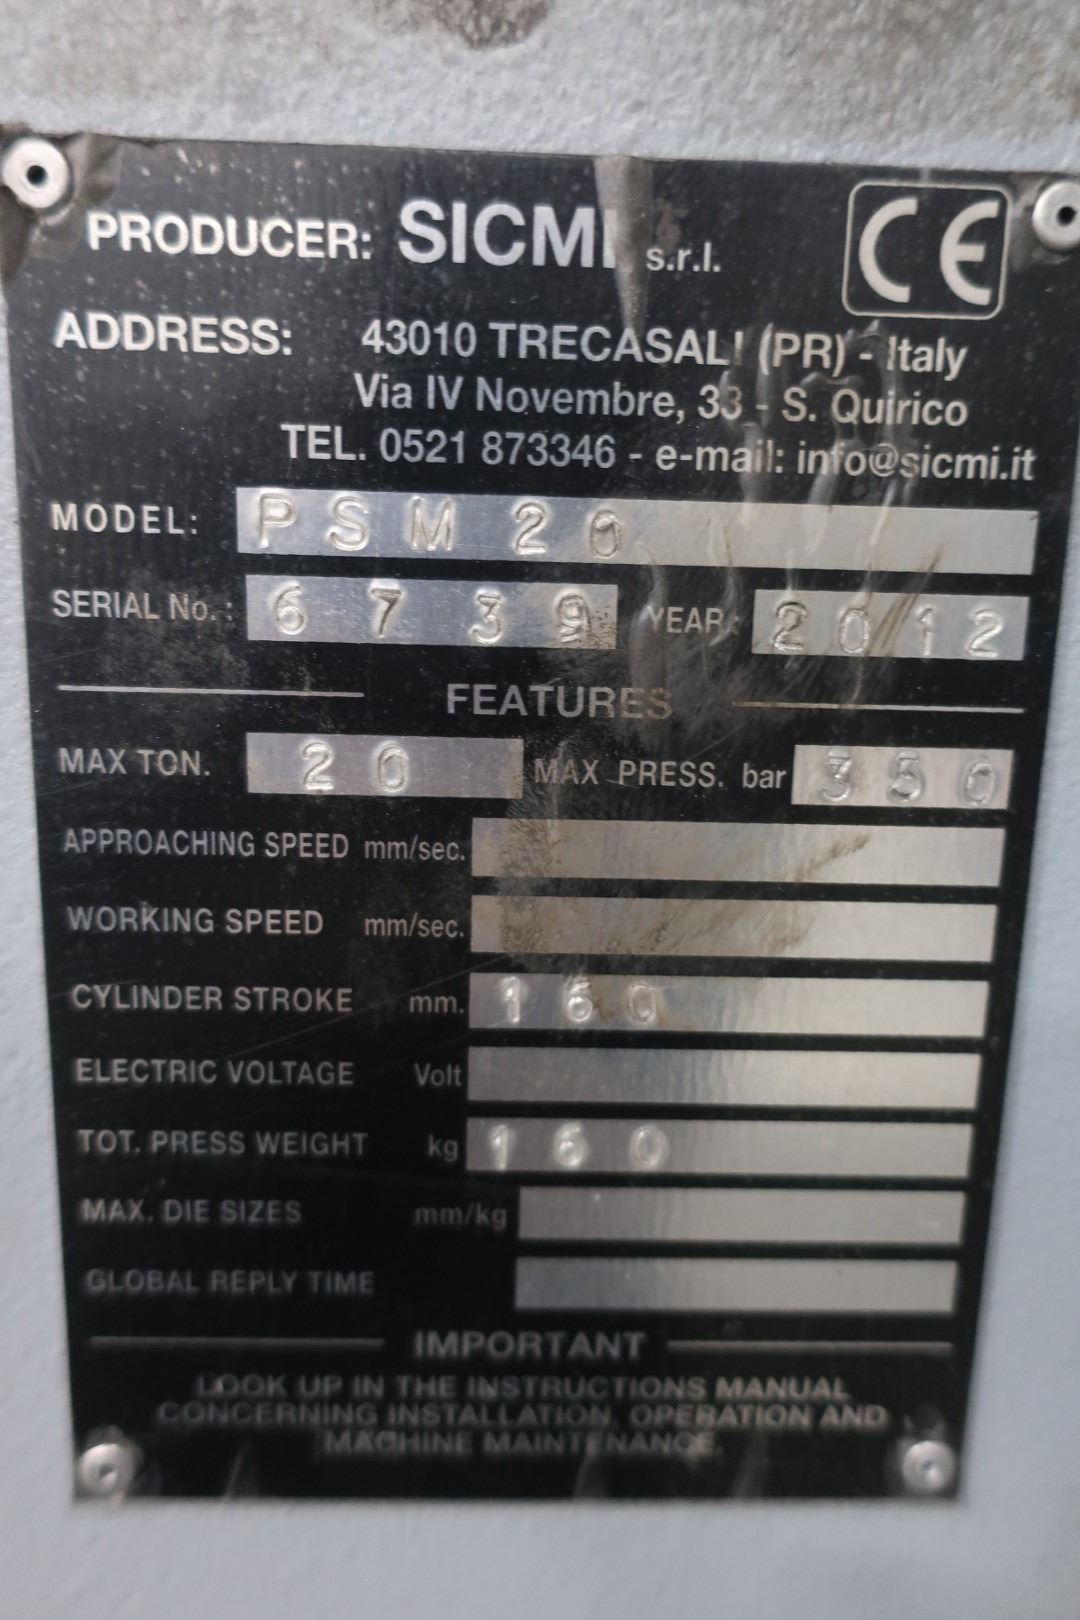 PRODUCER: SICMI s.r.l. CE
ADDRESS: 43010 TRECASALI (PR) - Italy
Via IV Novembre, 33 - S. Quirico
TEL. 0521 873346 - e-mail: info@sicmi.it
MODEL: PSM20
SERIAL No.: 6739 YEAR: 2012
FEATURES
MAX TON. 20 MAX PRESS. bar 350
APPROACHING SPEED mm/sec.
WORKING SPEED mm/sec.
CYLINDER STROKE mm. 160
ELECTRIC VOLTAGE Volt
TOT. PRESS WEIGHT kg 160
MAX. DIE SIZES mm/kg
GLOBAL REPLY TIME
IMPORTANT
LOOK UP IN THE INSTRUCTIONS MANUAL
CONCERNING INSTALLATION, OPERATION AND
MACHINE MAINTENANCE.